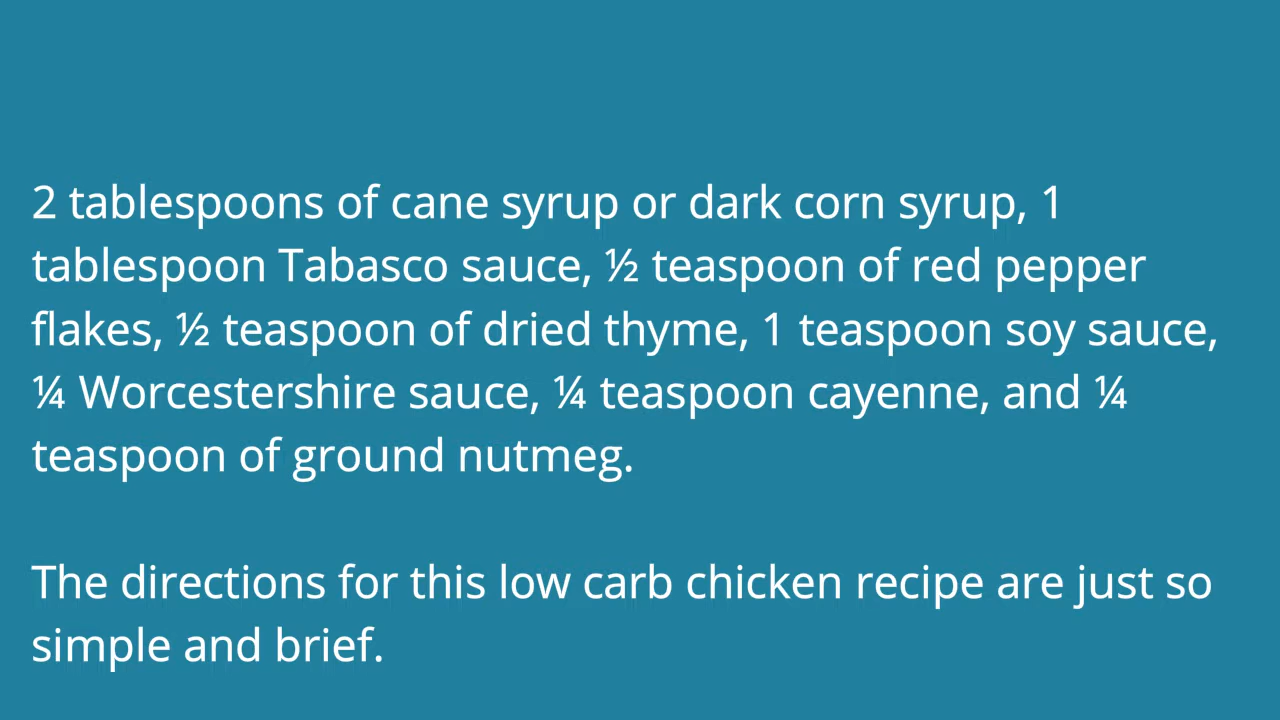 2 tablespoons of cane syrup or dark corn syrup, 1
tablespoon Tabasco sauce, ½ teaspoon of red pepper
flakes, ½ teaspoon of dried thyme, 1 teaspoon soy sauce,
¼ Worcestershire sauce, ¼ teaspoon cayenne, and ¼
teaspoon of ground nutmeg.
The directions for this low carb chicken recipe are just so
simple and brief.